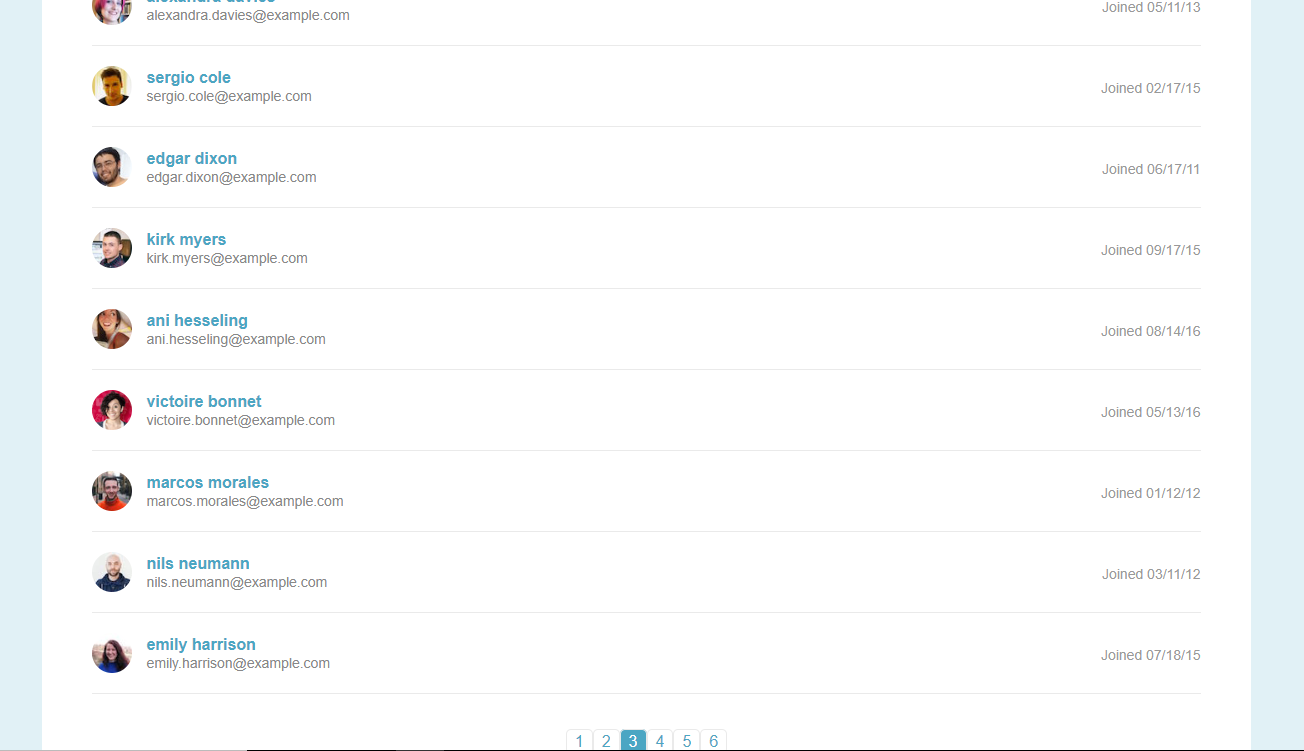 alexandra davies
alexandra.davies@example.com
Joined 05/11/13
sergio cole
sergio.cole@example.com
Joined 02/17/15
edgar dixon
edgar.dixon@example.com
Joined 06/17/11
kirk myers
kirk.myers@example.com
Joined 09/17/15
ani hesseling
ani.hesseling@example.com
Joined 08/14/16
victoire bonnet
victoire.bonnet@example.com
Joined 05/13/16
marcos morales
marcos.morales@example.com
Joined 01/12/12
nils neumann
nils.neumann@example.com
Joined 03/11/12
emily harrison
emily.harrison@example.com
Joined 07/18/15
1 2 3 4 5 6